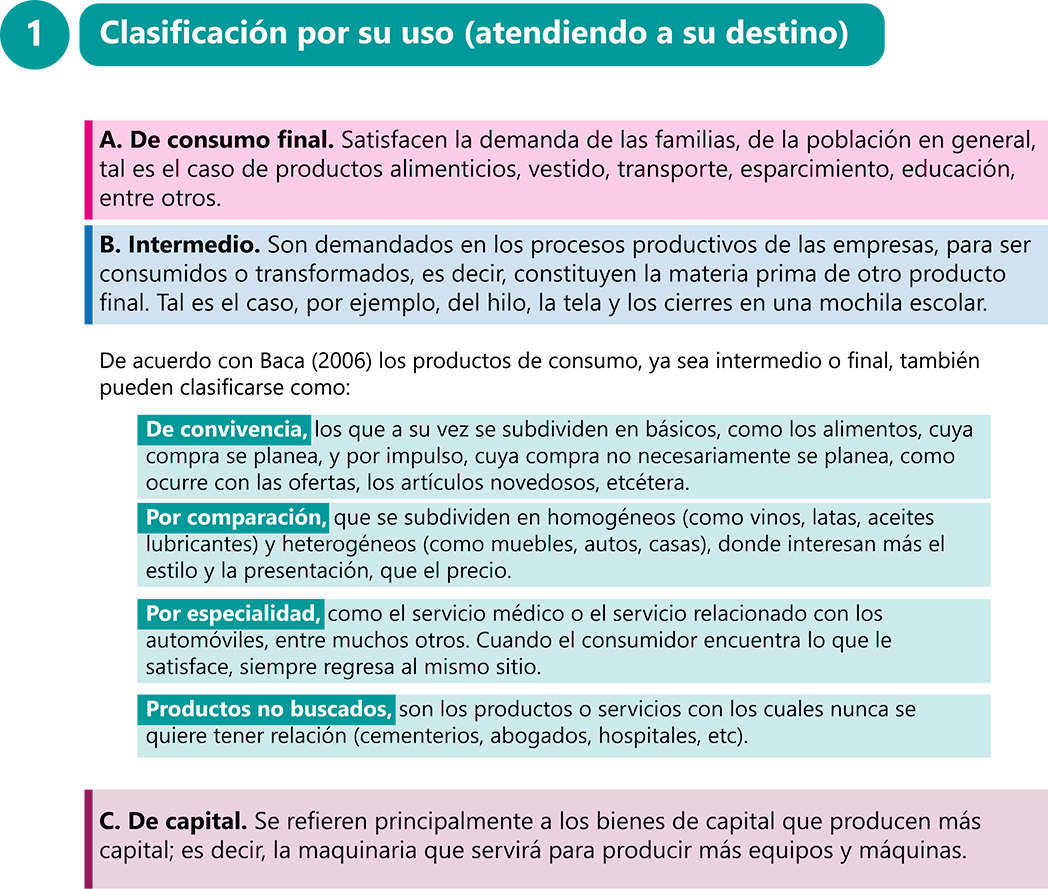 1
Clasificación por su uso (atendiendo a su destino)
A. De consumo final. Satisfacen la demanda de las familias, de la población en general,
tal es el caso de productos alimenticios, vestido, transporte, esparcimiento, educación,
entre otros.
B. Intermedio. Son demandados en los procesos productivos de las empresas, para ser
consumidos o transformados, es decir, constituyen la materia prima de otro producto
final. Tal es el caso, por ejemplo, del hilo, la tela y los cierres en una mochila escolar.
De acuerdo con Baca (2006) los productos de consumo, ya sea intermedio o final, también
pueden clasificarse como:
De convivencia, los que a su vez se subdividen en básicos, como los alimentos, cuya
compra se planea, y por impulso, cuya compra no necesariamente se planea, como
ocurre con las ofertas, los artículos novedosos, etcétera.
Por comparación, que se subdividen en homogéneos (como vinos, latas, aceites
lubricantes) y heterogéneos (como muebles, autos, casas), donde interesan más el
estilo y la presentación, que el precio.
Por especialidad, como el servicio médico o el servicio relacionado con los
automóviles, entre muchos otros. Cuando el consumidor encuentra lo que le
satisface, siempre regresa al mismo sitio.
Productos no buscados, son los productos o servicios con los cuales nunca se
quiere tener relación (cementerios, abogados, hospitales, etc).
C. De capital. Se refieren principalmente a los bienes de capital que producen más
capital; es decir, la maquinaria que servirá para producir más equipos y máquinas.